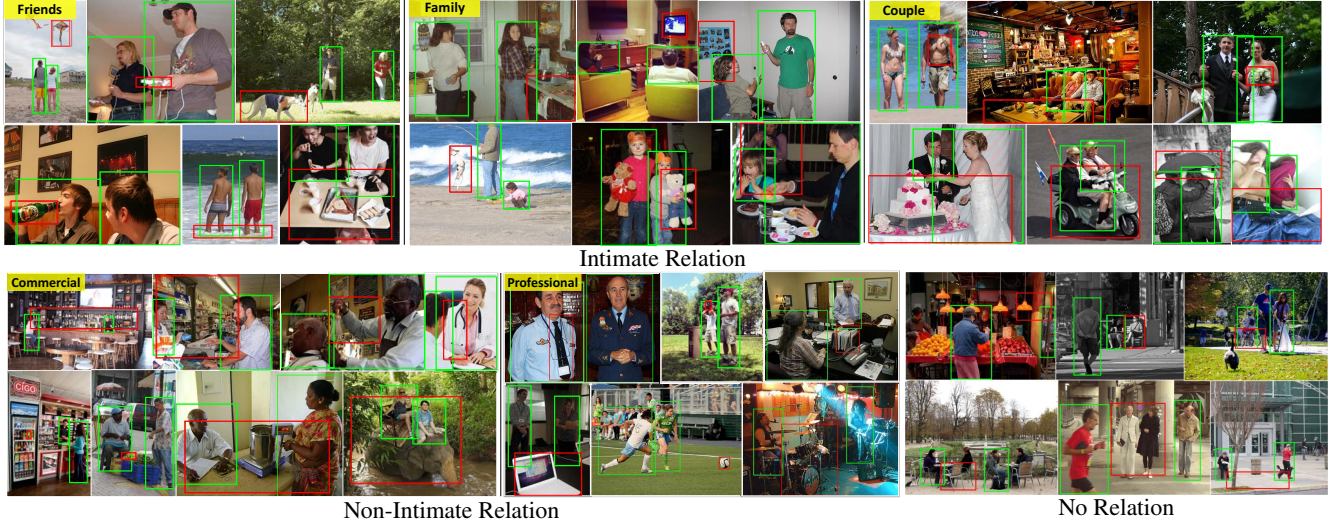 Friends
Family
Couple
Intimate Relation
Commercial
Professional
CIGO
Non-Intimate Relation
No Relation